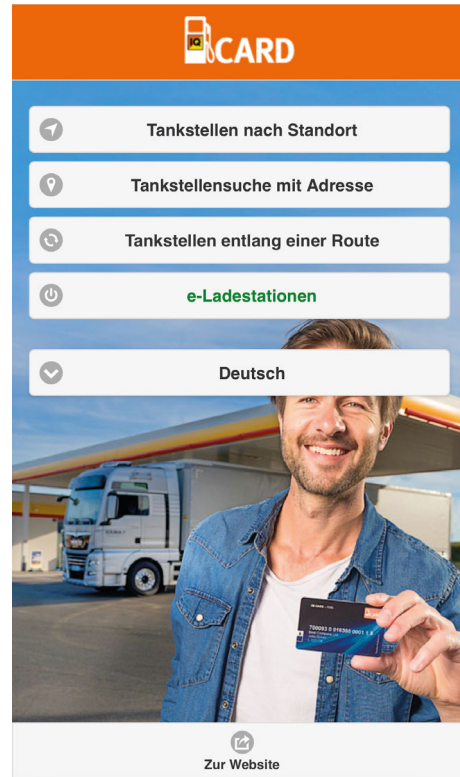 IQ
CARD
Tankstellen nach Standort
Tankstellensuche mit Adresse
Tankstellen entlang einer Route
e-Ladestationen
Deutsch
Zur Website